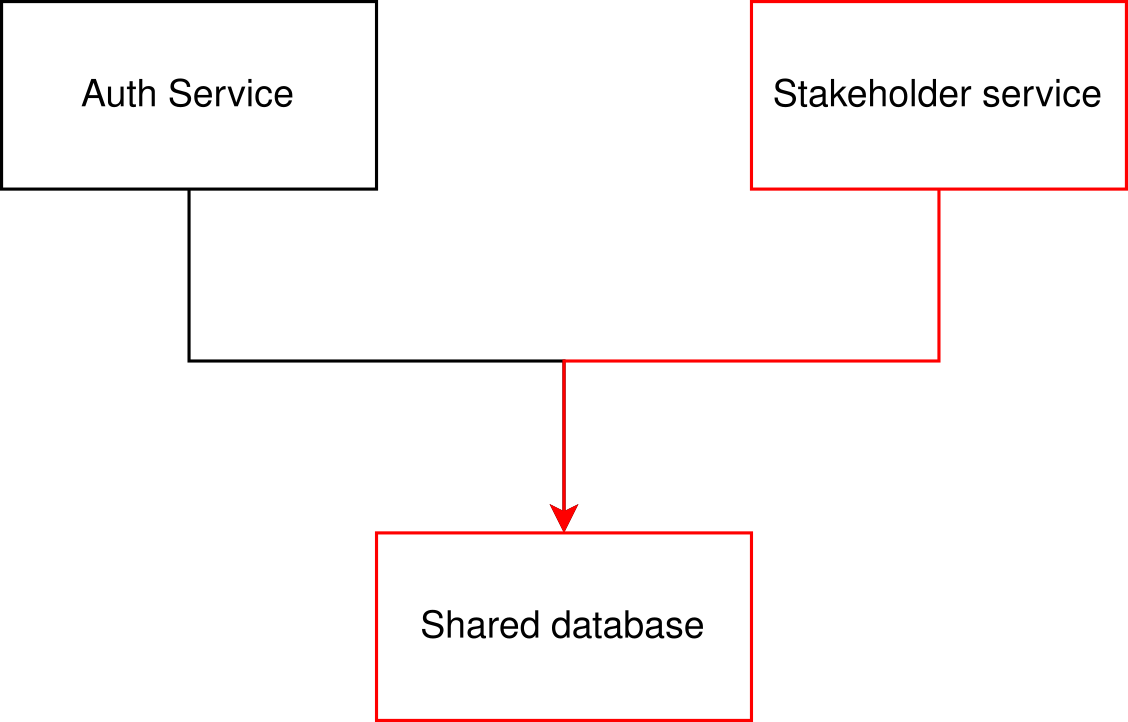 Auth Service
Stakeholder service
Shared database